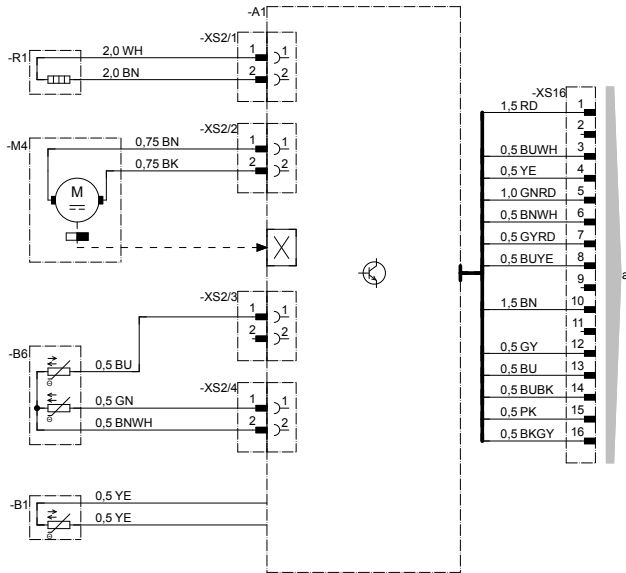 -A1
-XS2/1
-R1
2,0 WH
1
1
2,0 BN
2
2
-XS2/2
-M4
0,75 BN
1
1
0,75 BK
2
2
M
-XS2/3
1
1
2
2
-B6
0,5 BU
-XS2/4
0,5 GN
1
1
0,5 BNWH
2
2
-B1
0,5 YE
0,5 YE
-XS16
1,5 RD
1
2
0,5 BUWH
3
0,5 YE
4
1,0 GNRD
5
0,5 BNWH
6
0,5 GYRD
7
0,5 BUYE
8
9
1,5 BN
10
11
0,5 GY
12
0,5 BU
13
0,5 BUBK
14
0,5 PK
15
0,5 BKGY
16
a